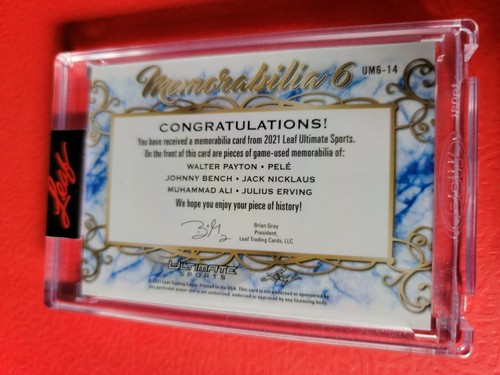 Memorabilia 6
UM6-14
CONGRATULATIONS!
You have received a memorabilia card from 2021 Leaf Ultimate Sports.
On the front of this card are pieces of game-used memorabilia of:
WALTER PAYTON • PELÉ
JOHNNY BENCH • JACK NICKLAUS
MUHAMMAD ALI • JULIUS ERVING
We hope you enjoy your piece of history!
Brian Gray
President,
Leaf Trading Cards, LLC
ULTIMATE
SPORTS
Leaf
Leaf